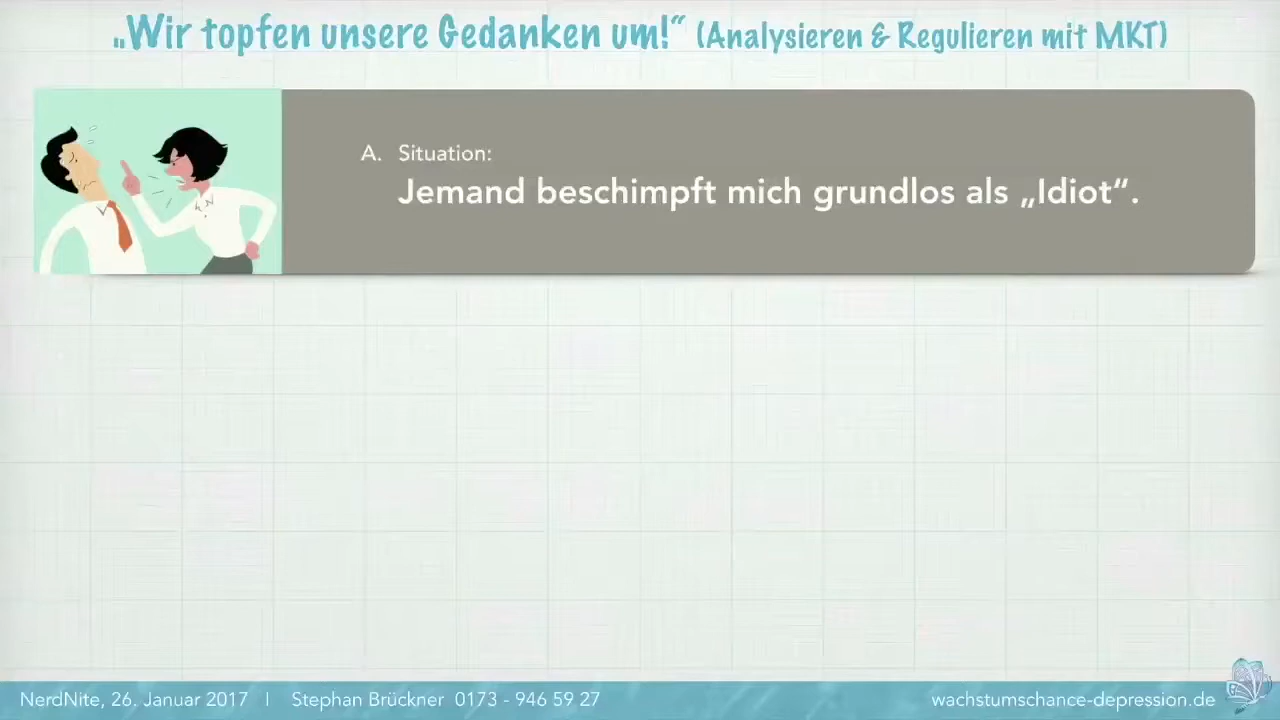 „Wir topfen unsere Gedanken um!“ (Analysieren & Regulieren mit MKT)
A. Situation:
Jemand beschimpft mich grundlos als „Idiot“.
NerdNite, 26. Januar 2017 | Stephan Brückner 0173 - 946 59 27 wachstumschance-depression.de